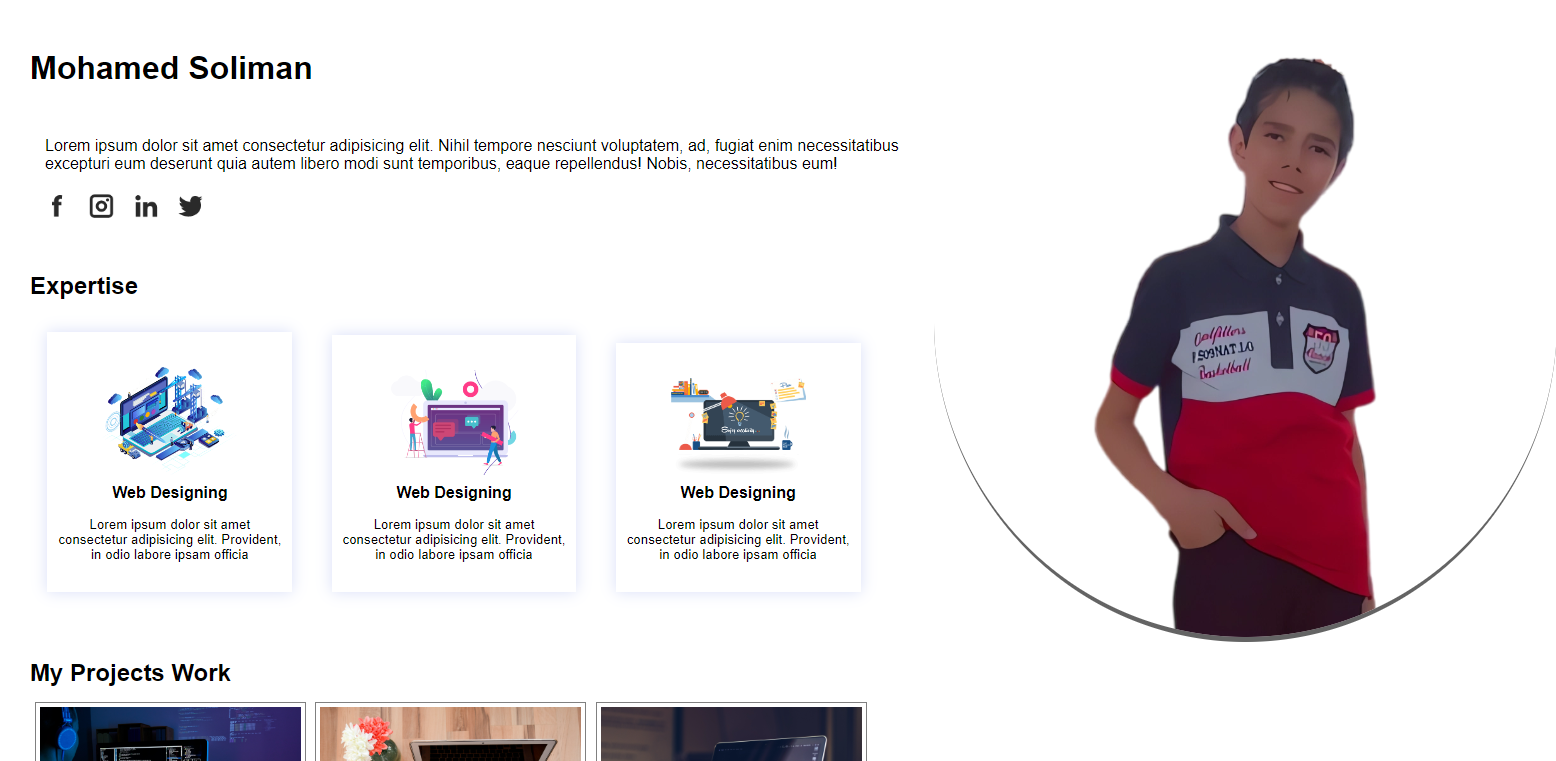 Mohamed Soliman
Lorem ipsum dolor sit amet consectetur adipisicing elit. Nihil tempore nesciunt voluptatem, ad, fugiat enim necessitatibus
excepturi eum deserunt quia autem libero modi sunt temporibus, eaque repellendus! Nobis, necessitatibus eum!
Expertise
Web Designing
Lorem ipsum dolor sit amet
consectetur adipisicing elit. Provident,
in odio labore ipsam officia
Web Designing
Lorem ipsum dolor sit amet
consectetur adipisicing elit. Provident,
in odio labore ipsam officia
Web Designing
Lorem ipsum dolor sit amet
consectetur adipisicing elit. Provident,
in odio labore ipsam officia
Outfitters
Basketball
59
My Projects Work